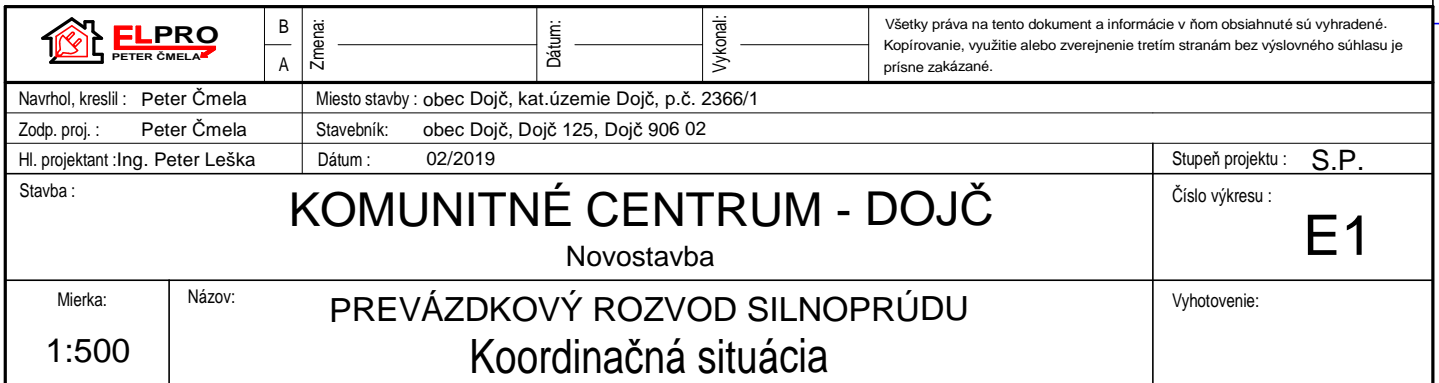 ELPRO
PETER ČMELA
B
A
Zmena:
Dátum:
Vykonal:
Všetky práva na tento dokument a informácie v ňom obsiahnuté sú vyhradené.
Kopírovanie, využitie alebo zverejnenie tretím stranám bez výslovného súhlasu je
prísne zakázané.
Navrhol, kreslil : Peter Čmela
Miesto stavby : obec Dojč, kat.územie Dojč, p.č. 2366/1
Zodp. proj. : Peter Čmela
Stavebník: obec Dojč, Dojč 125, Dojč 906 02
Hl. projektant :Ing. Peter Leška
Dátum : 02/2019
Stupeň projektu : S.P.
Stavba :
KOMUNITNÉ CENTRUM - DOJČ
Novostavba
Číslo výkresu :
E1
Mierka:
1:500
Názov:
PREVÁZDKOVÝ ROZVOD SILNOPRÚDU
Koordinačná situácia
Vyhotovenie: